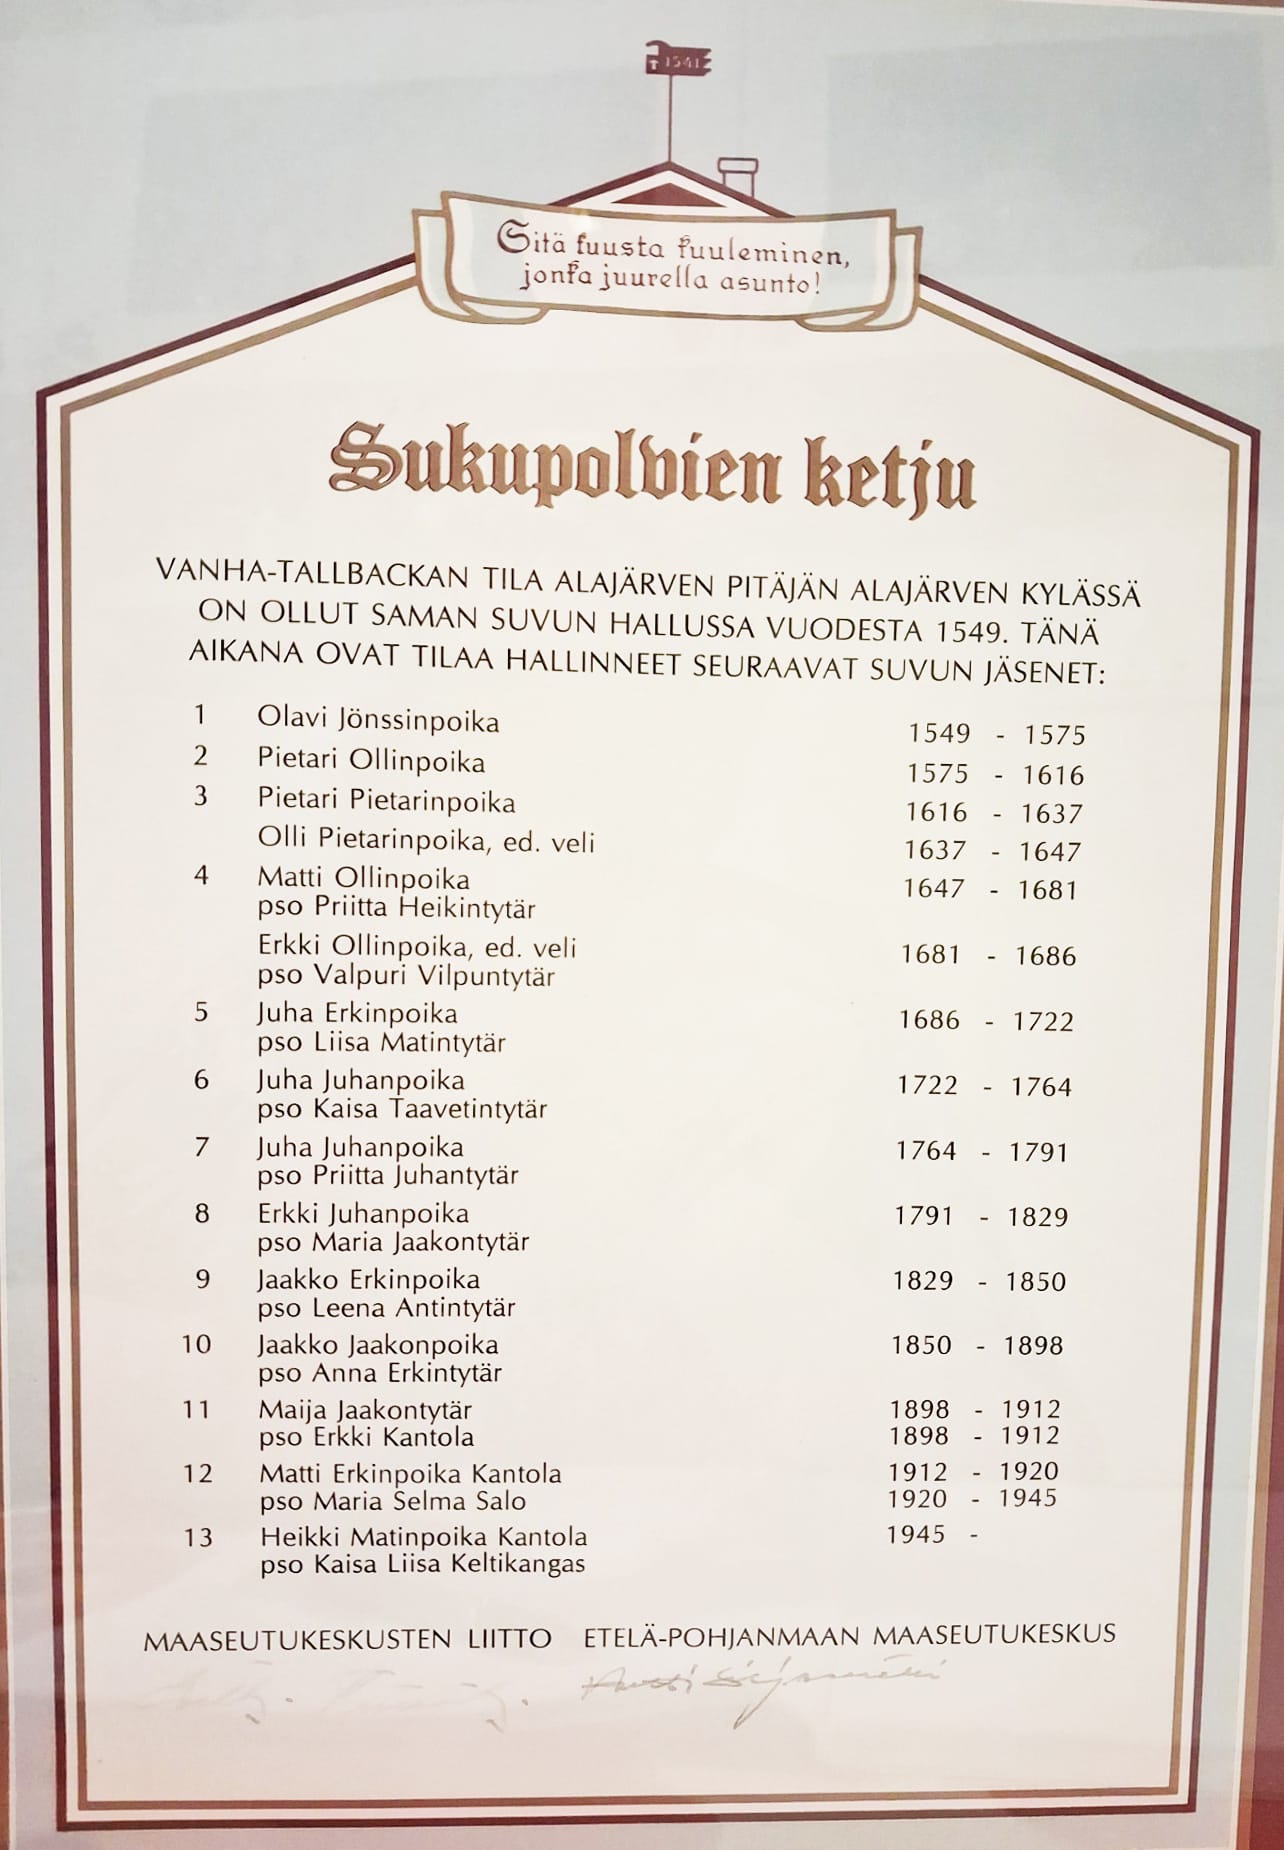 1541
Sitä kuusta kuuleminen,
jonka juurella asunto!
Sukupolvien ketju
VANHA-TALLBACKAN TILA ALAJÄRVEN PITÄJÄN ALAJÄRVEN KYLÄSSÄ
ON OLLUT SAMAN SUVUN HALLUSSA VUODESTA 1549. TÄNÄ
AIKANA OVAT TILAA HALLINNEET SEURAAVAT SUVUN JÄSENET:
1 Olavi Jönssinpoika 1549 - 1575
2 Pietari Ollinpoika 1575 - 1616
3 Pietari Pietarinpoika 1616 - 1637
Olli Pietarinpoika, ed. veli 1637 - 1647
4 Matti Ollinpoika 1647 - 1681
pso Priitta Heikintytär
Erkki Ollinpoika, ed. veli 1681 - 1686
pso Valpuri Vilpuntytär
5 Juha Erkinpoika 1686 - 1722
pso Liisa Matintytär
6 Juha Juhanpoika 1722 - 1764
pso Kaisa Taavetintytär
7 Juha Juhanpoika 1764 - 1791
pso Priitta Juhantytär
8 Erkki Juhanpoika 1791 - 1829
pso Maria Jaakontytär
9 Jaakko Erkinpoika 1829 - 1850
pso Leena Antintytär
10 Jaakko Jaakonpoika 1850 - 1898
pso Anna Erkintytär
11 Maija Jaakontytär 1898 - 1912
pso Erkki Kantola 1898 - 1912
12 Matti Erkinpoika Kantola 1912 - 1920
pso Maria Selma Salo 1920 - 1945
13 Heikki Matinpoika Kantola 1945 -
pso Kaisa Liisa Keltikangas
MAASEUTUKESKUSTEN LIITTO ETELÄ-POHJANMAAN MAASEUTUKESKUS